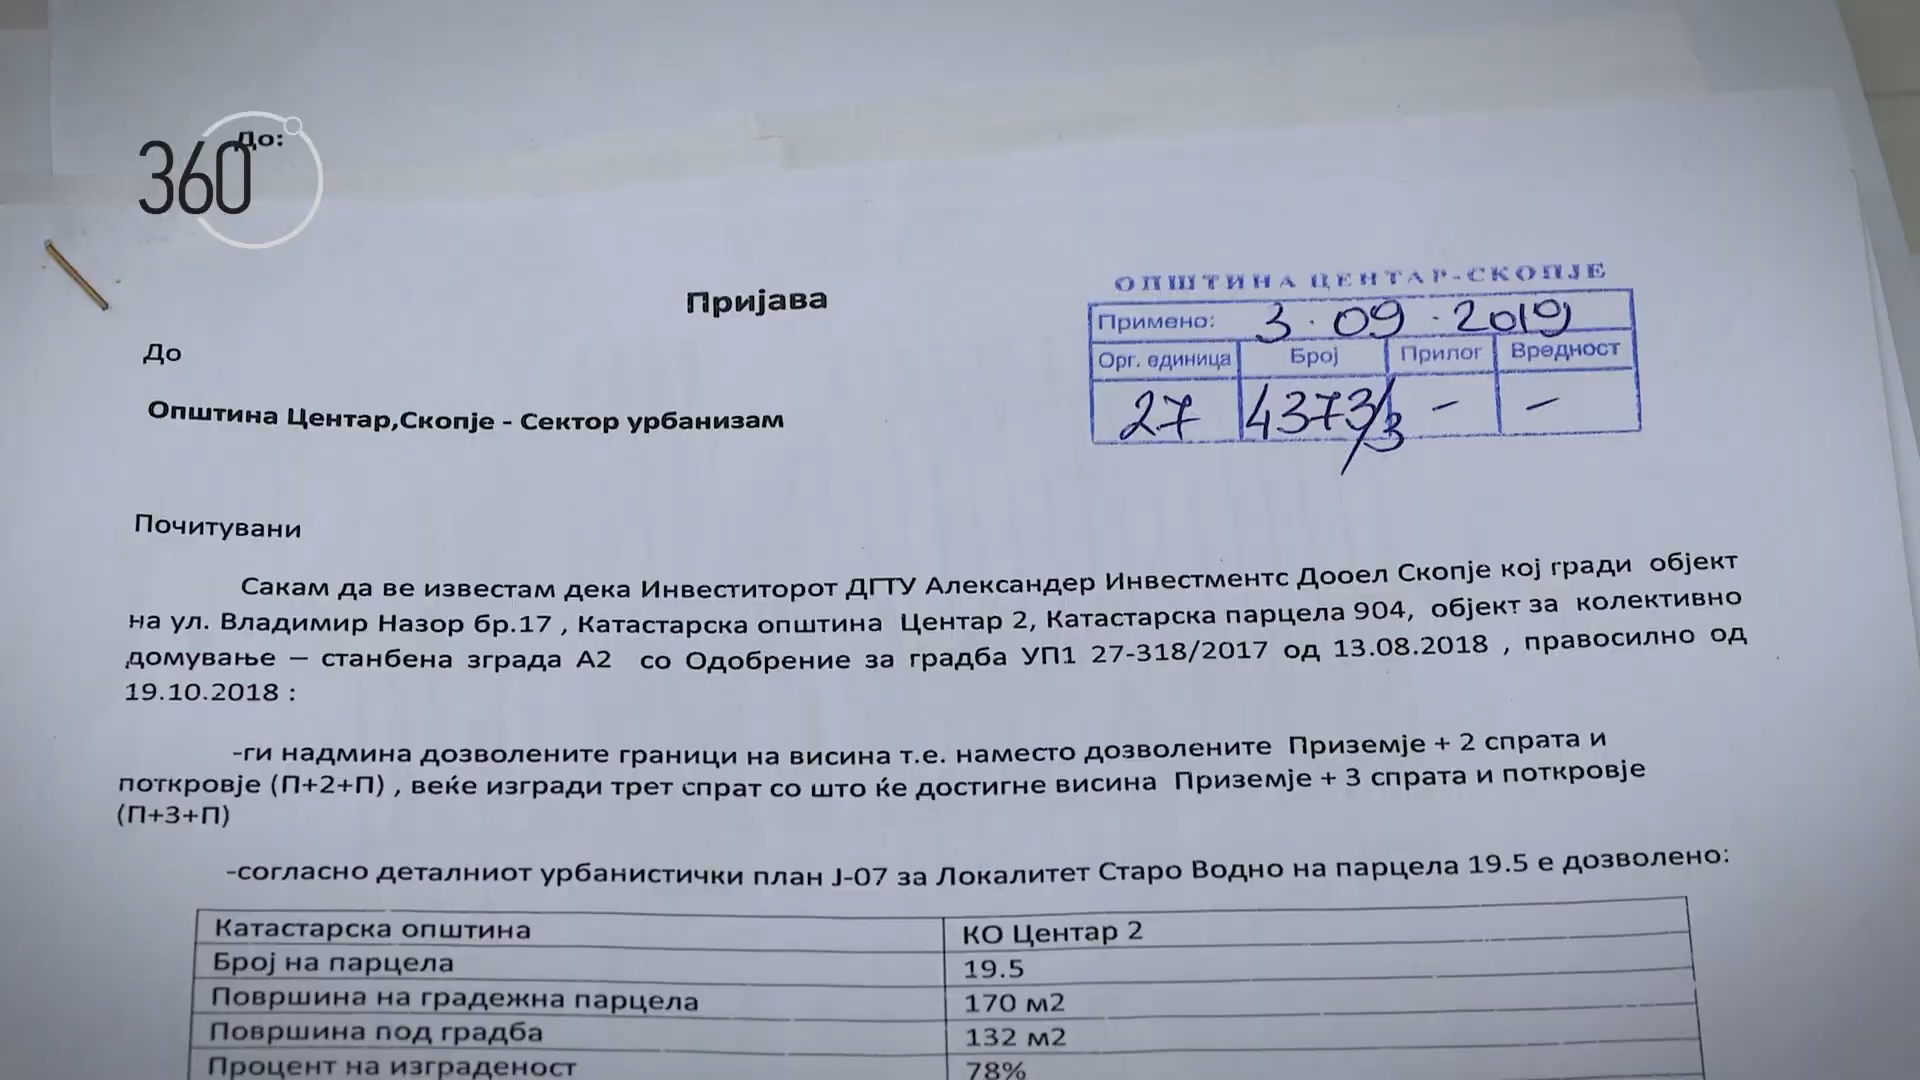 До:
360
Пријава
ОПШТИНА ЦЕНТАР-СКОПЈЕ
Примено: 3.09.2019
Орг. единица Број Прилог Вредност
27 4373/3 - -
До
Општина Центар,Скопје - Сектор урбанизам
Почитувани
Сакам да ве известам дека Инвеститорот ДГТУ Александер Инвестментс Дооел Скопје кој гради објект
на ул. Владимир Назор бр.17 , Катастарска општина Центар 2, Катастарска парцела 904, објект за колективно
домување – станбена зграда А2 со Одобрение за градба УП1 27-318/2017 од 13.08.2018 , правосилно од
19.10.2018 :
-ги надмина дозволените граници на висина т.е. наместо дозволените Приземје + 2 спрата и
поткровје (П+2+П) , веќе изгради трет спрат со што ќе достигне висина Приземје + 3 спрата и поткровје
(П+3+П)
-согласно деталниот урбанистички план Ј-07 за Локалитет Старо Водно на парцела 19.5 е дозволено:
Катастарска општина КО Центар 2
Број на парцела 19.5
Површина на градежна парцела 170 м2
Површина под градба 132 м2
Процент на изграденост 78%